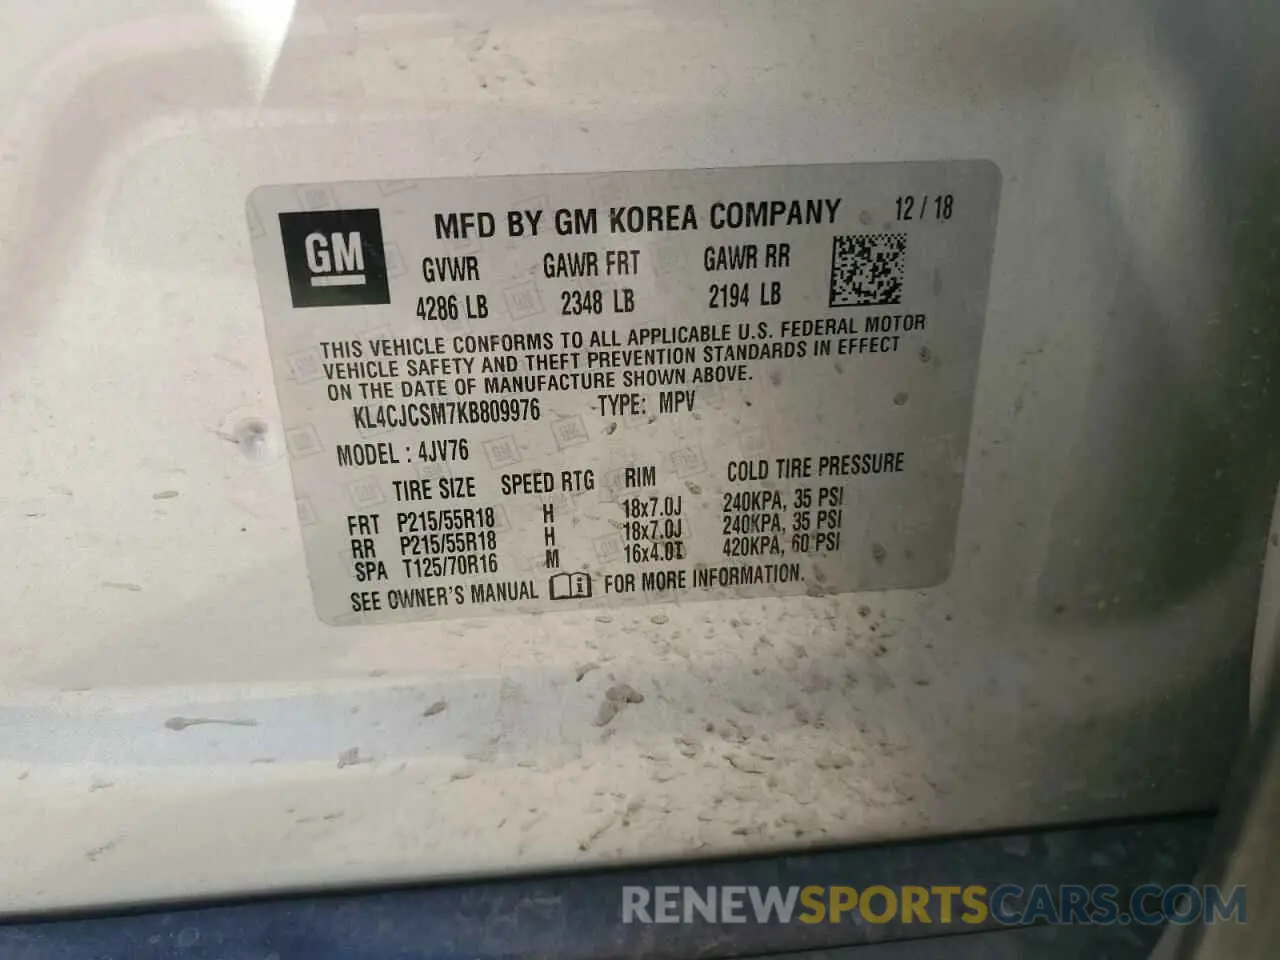 GM
MFD BY GM KOREA COMPANY 12 / 18
GVWR GAWR FRT GAWR RR
4286 LB 2348 LB 2194 LB
THIS VEHICLE CONFORMS TO ALL APPLICABLE U.S. FEDERAL MOTOR
VEHICLE SAFETY AND THEFT PREVENTION STANDARDS IN EFFECT
ON THE DATE OF MANUFACTURE SHOWN ABOVE.
KL4CJCSM7KB809976 TYPE: MPV
MODEL : 4JV76
TIRE SIZE SPEED RTG RIM COLD TIRE PRESSURE
FRT P215/55R18 H 18x7.0J 240KPA, 35 PSI
RR P215/55R18 H 18x7.0J 240KPA, 35 PSI
SPA T125/70R16 M 16x4.0T 420KPA, 60 PSI
SEE OWNER'S MANUAL FOR MORE INFORMATION.
RENEWSPORTSCARS.COM